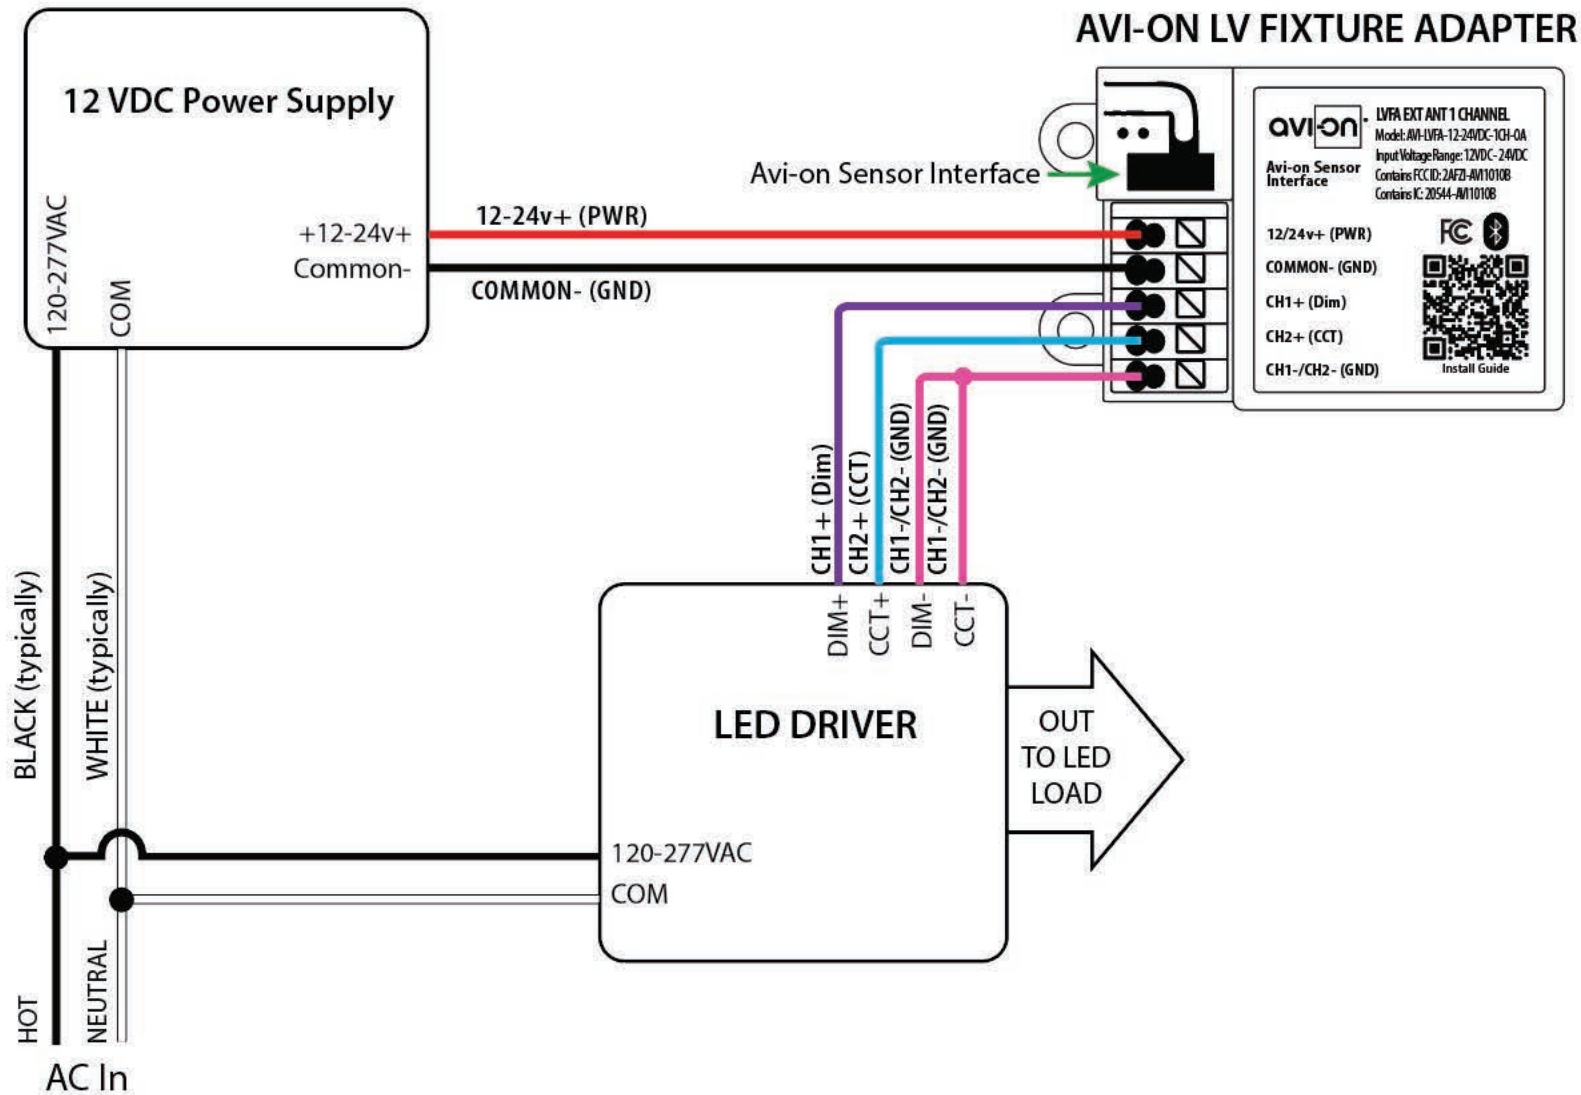 AVI-ON LV FIXTURE ADAPTER
12 VDC Power Supply
120-277VAC
COM
+12-24v+
Common-
12-24v+ (PWR)
COMMON- (GND)
Avi-on Sensor Interface
avi-on
LVFA EXT ANT 1 CHANNEL
Model: AVI-LVFA-12-24VDC-1CH-0A
Input Voltage Range: 12VDC - 24VDC
Contains FCC ID: 2AFZI-AVI1010B
Contains IC: 20544-AVI1010B
Avi-on Sensor
Interface
12/24v+ (PWR)
FC
COMMON- (GND)
CH1+ (Dim)
CH2+ (CCT)
CH1-/CH2- (GND)
Install Guide
CH1+ (Dim)
CH2+ (CCT)
CH1-/CH2- (GND)
CH1-/CH2- (GND)
DIM+
CCT+
DIM-
CCT-
LED DRIVER
OUT
TO LED
LOAD
120-277VAC
COM
BLACK (typically)
WHITE (typically)
HOT
NEUTRAL
AC In